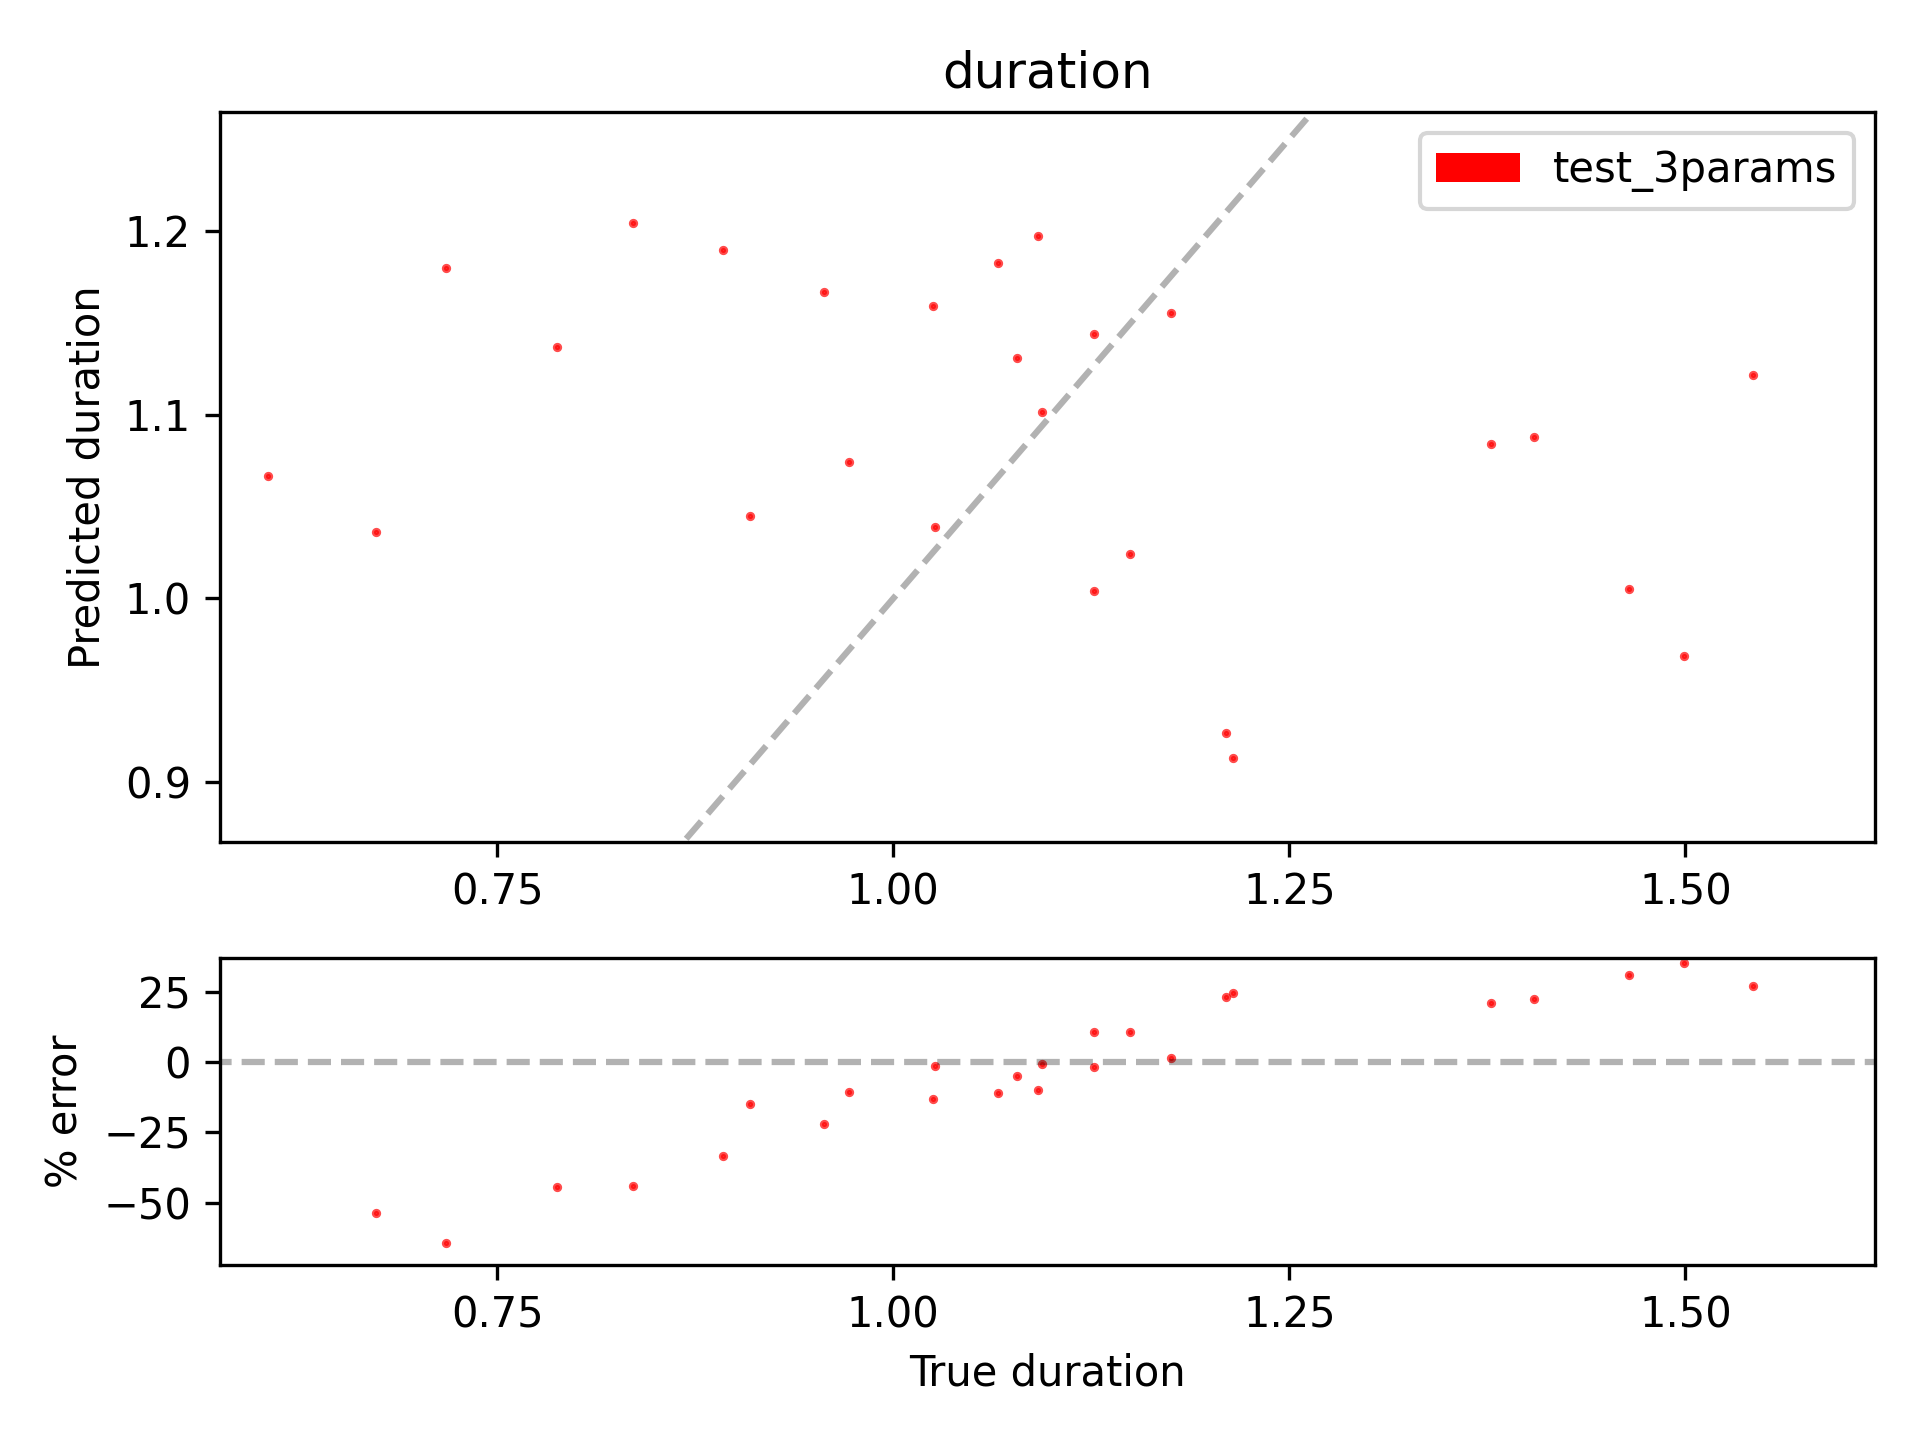 duration
test_3params
Predicted duration
1.2
1.1
1.0
0.9
0.75 1.00 1.25 1.50
% error
25
0
−25
−50
0.75 1.00 1.25 1.50
True duration